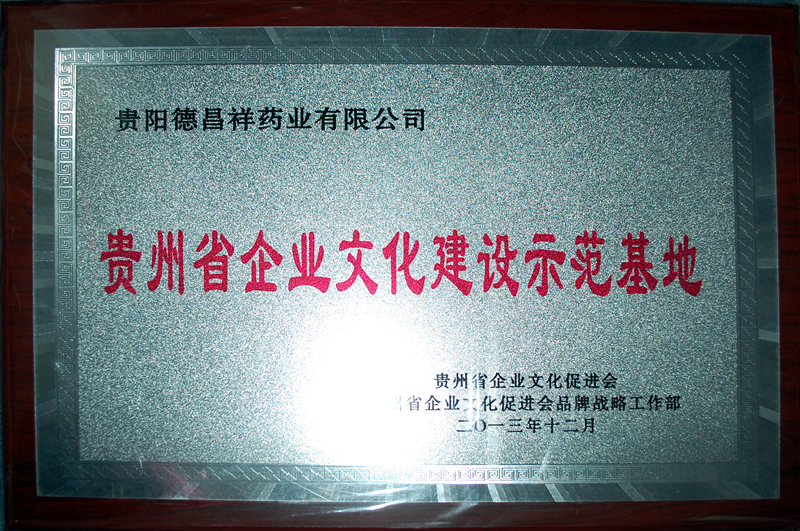 贵阳德昌祥药业有限公司
贵州省企业文化建设示范基地
贵州省企业文化促进会
省企业文化促进会品牌战略工作部
二〇一三年十二月